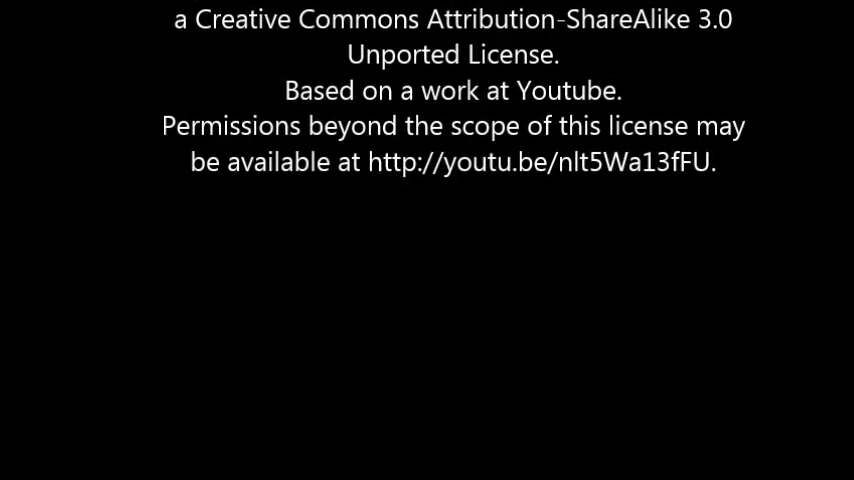 a Creative Commons Attribution-ShareAlike 3.0
Unported License.
Based on a work at Youtube.
Permissions beyond the scope of this license may
be available at http://youtu.be/nlt5Wa13fFU.